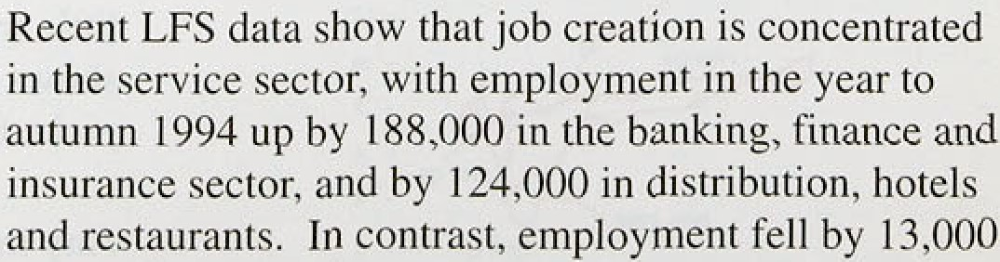 Recent LFS data show that job creation is concentrated
in the service sector, with employment in the year to
autumn 1994 up by 188,000 in the banking, finance and
insurance sector, and by 124,000 in distribution, hotels
and restaurants. In contrast, employment fell by 13,000